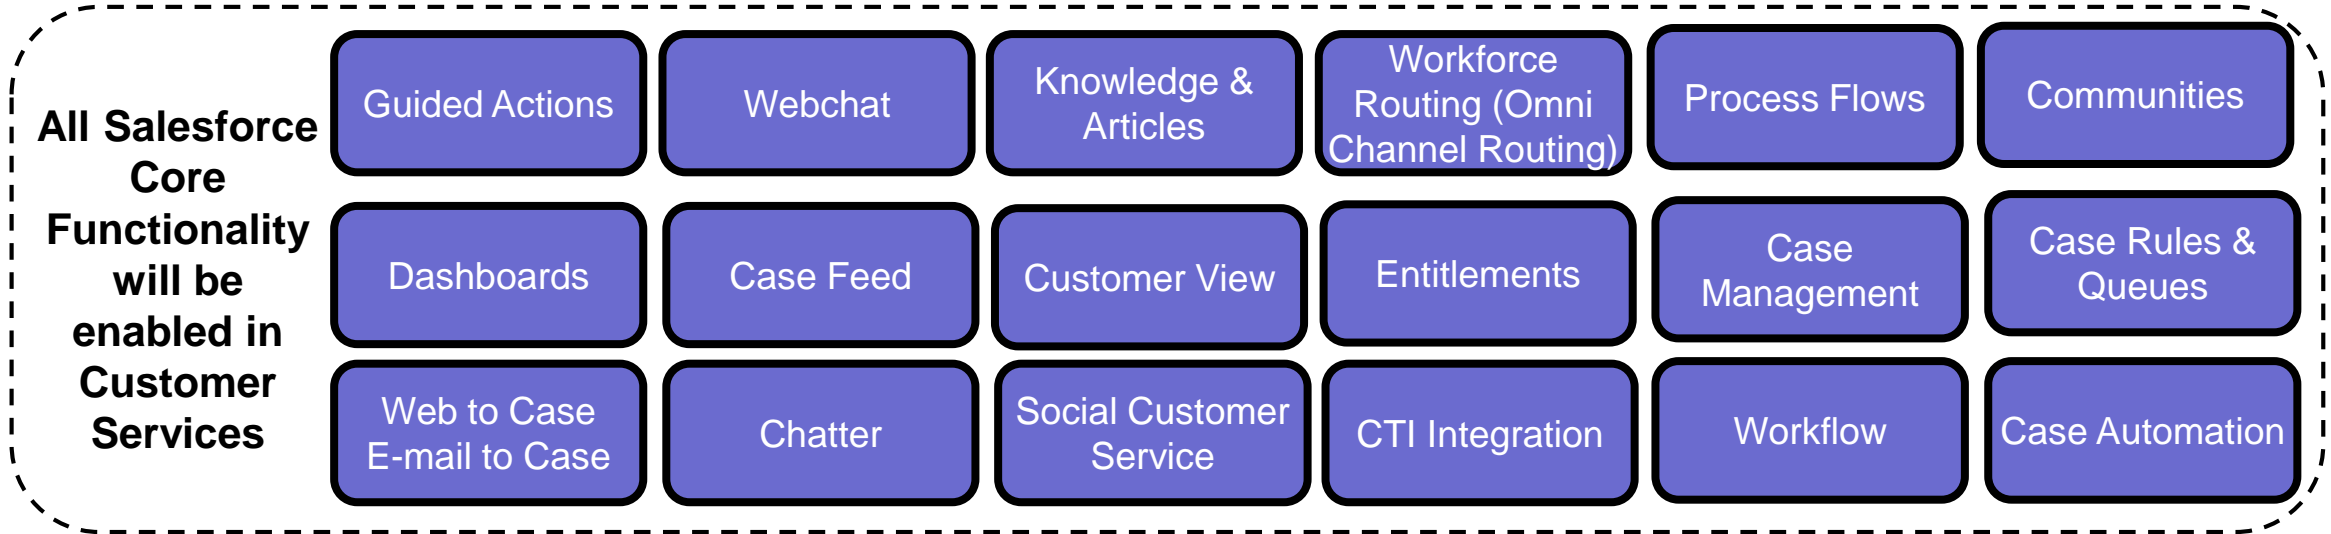 All Salesforce
Core
Functionality
will be
enabled in
Customer
Services
Guided Actions
Webchat
Knowledge &
Articles
Workforce
Routing (Omni
Channel Routing)
Process Flows
Communities
Dashboards
Case Feed
Customer View
Entitlements
Case
Management
Case Rules &
Queues
Web to Case
E-mail to Case
Chatter
Social Customer
Service
CTI Integration
Workflow
Case Automation